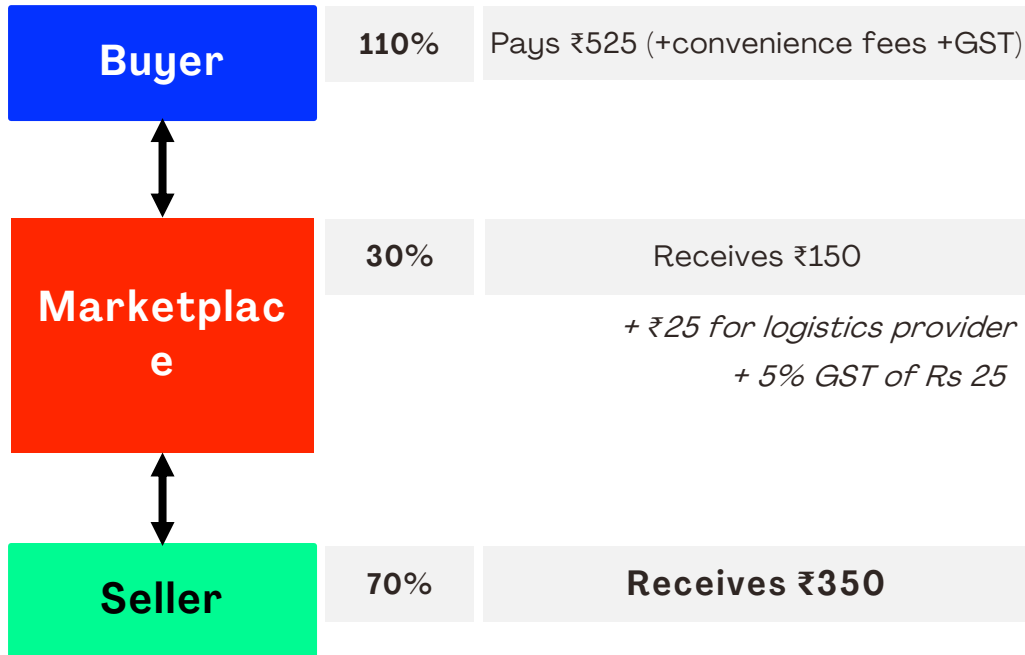 Buyer
110%
Pays ₹525 (+convenience fees +GST)
Marketplac
e
30%
Receives ₹150
+ ₹25 for logistics provider
+ 5% GST of Rs 25
Seller
70%
Receives ₹350